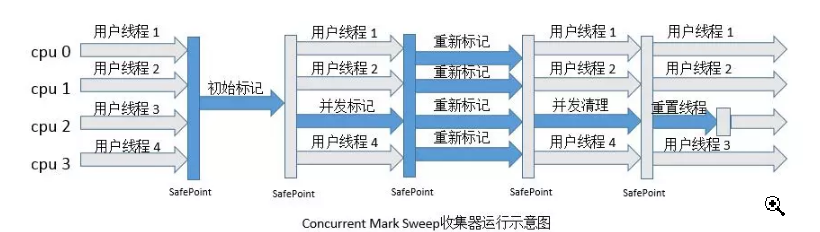 cpu 0
cpu 1
cpu 2
cpu 3
用户线程 1
用户线程 2
用户线程 3
用户线程 4
SafePoint
初始标记
SafePoint
用户线程 1
用户线程 2
并发标记
用户线程 4
SafePoint
重新标记
重新标记
重新标记
重新标记
SafePoint
用户线程 1
用户线程 2
并发清理
用户线程 4
SafePoint
用户线程 1
用户线程 2
重置线程
用户线程 3
Concurrent Mark Sweep收集器运行示意图